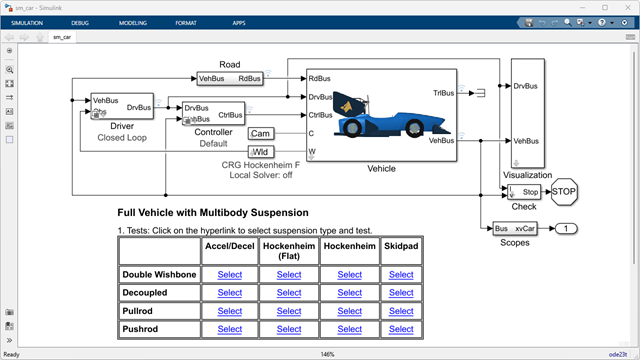 sm_car - Simulink
SIMULATION DEBUG MODELING FORMAT APPS
sm_car
Road
VehBus RdBus
VehBus
Obs
DrvBus
Driver
Closed Loop
DrvBus
VehBus
CtrlBus
Controller
Default
Cam
Wld
CRG Hockenheim F
Local Solver: off
RdBus
DrvBus
CtrlBus
C
W
TrlBus
VehBus
Vehicle
DrvBus
VehBus
Visualization
Stop
STOP
Check
Bus xvCar
1
Scopes
Full Vehicle with Multibody Suspension
1. Tests: Click on the hyperlink to select suspension type and test.
Accel/Decel Hockenheim (Flat) Hockenheim Skidpad
Double Wishbone Select Select Select Select
Decoupled Select Select Select Select
Pullrod Select Select Select Select
Pushrod Select Select Select Select
Ready 146% ode23t